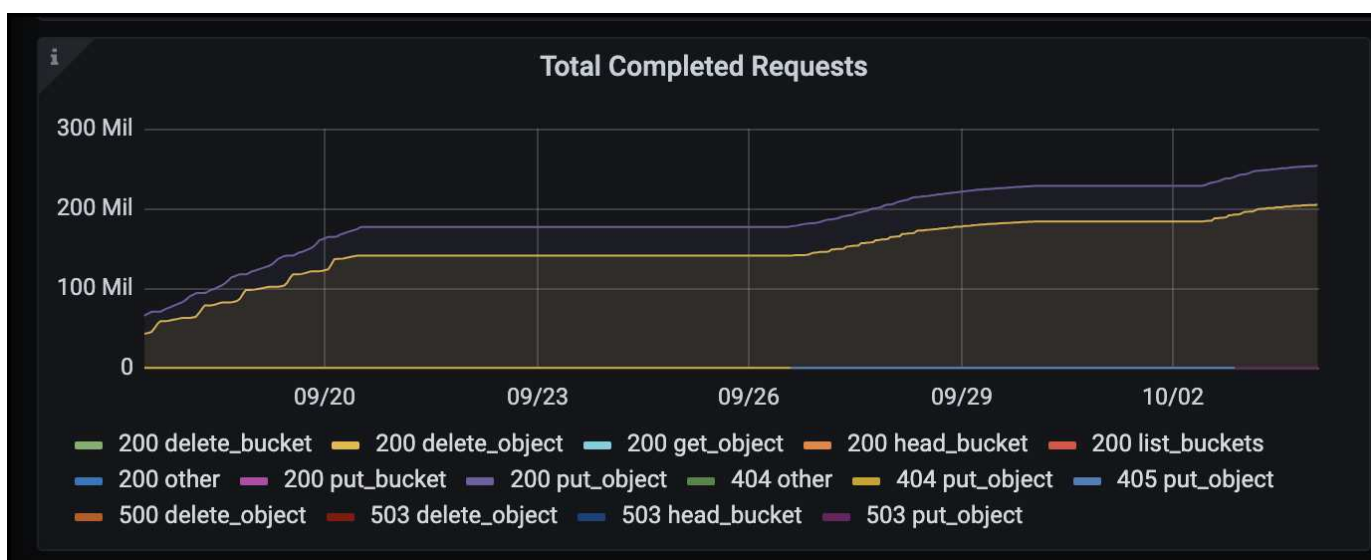 i
Total Completed Requests
300 Mil
200 Mil
100 Mil
0
09/20 09/23 09/26 09/29 10/02
200 delete_bucket 200 delete_object 200 get_object 200 head_bucket 200 list_buckets
200 other 200 put_bucket 200 put_object 404 other 404 put_object 405 put_object
500 delete_object 503 delete_object 503 head_bucket 503 put_object